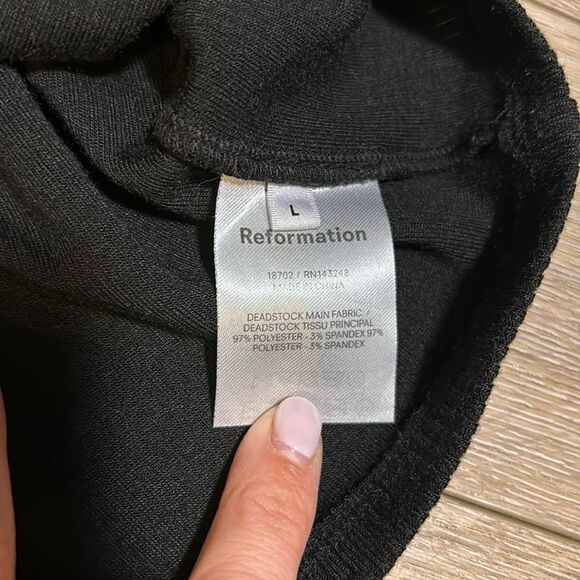 L
Reformation
18702 / RN143248
MADE IN CHINA
DEADSTOCK MAIN FABRIC /
DEADSTOCK TISSU PRINCIPAL
97% POLYESTER - 3% SPANDEX 97%
POLYESTER - 3% SPANDEX